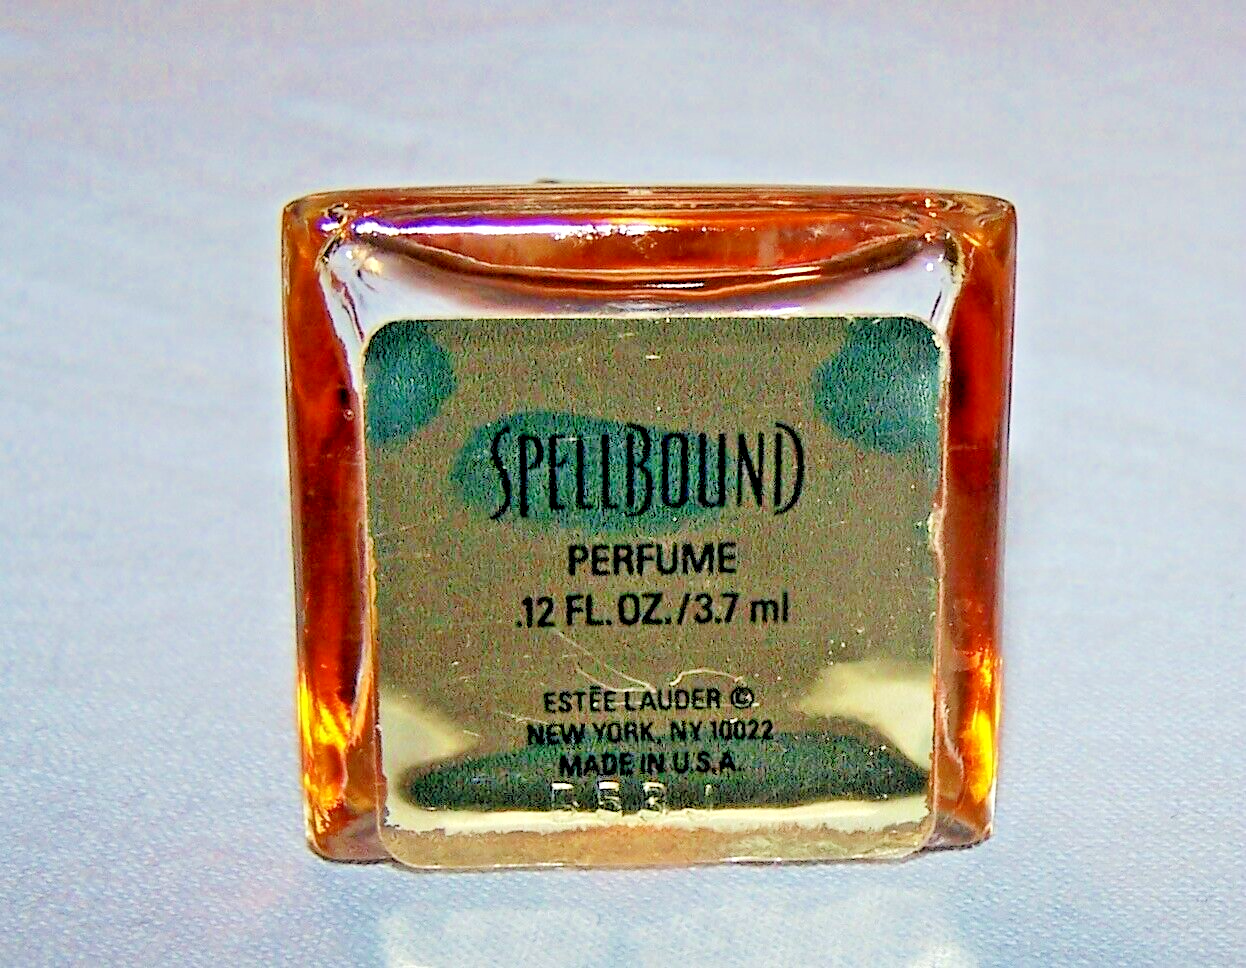 SPELLBOUND
PERFUME
.12 FL. OZ./3.7 ml
ESTĒE LAUDER ©
NEW YORK, NY 10022
MADE IN U.S.A.